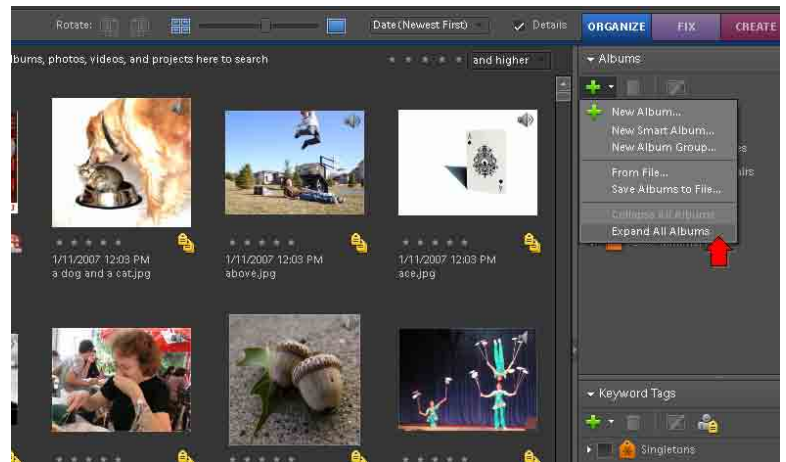 Rotate:
Date (Newest First)
Details
ORGANIZE
FIX
CREATE
lbums, photos, videos, and projects here to search
and higher
Albums
New Album...
New Smart Album...
New Album Group...
From File...
Save Albums to File...
Collapse All Albums
Expand All Albums
es
airs
1/11/2007 12:03 PM
a dog and a cat.jpg
1/11/2007 12:03 PM
above.jpg
1/11/2007 12:03 PM
ace.jpg
Keyword Tags
Singletons